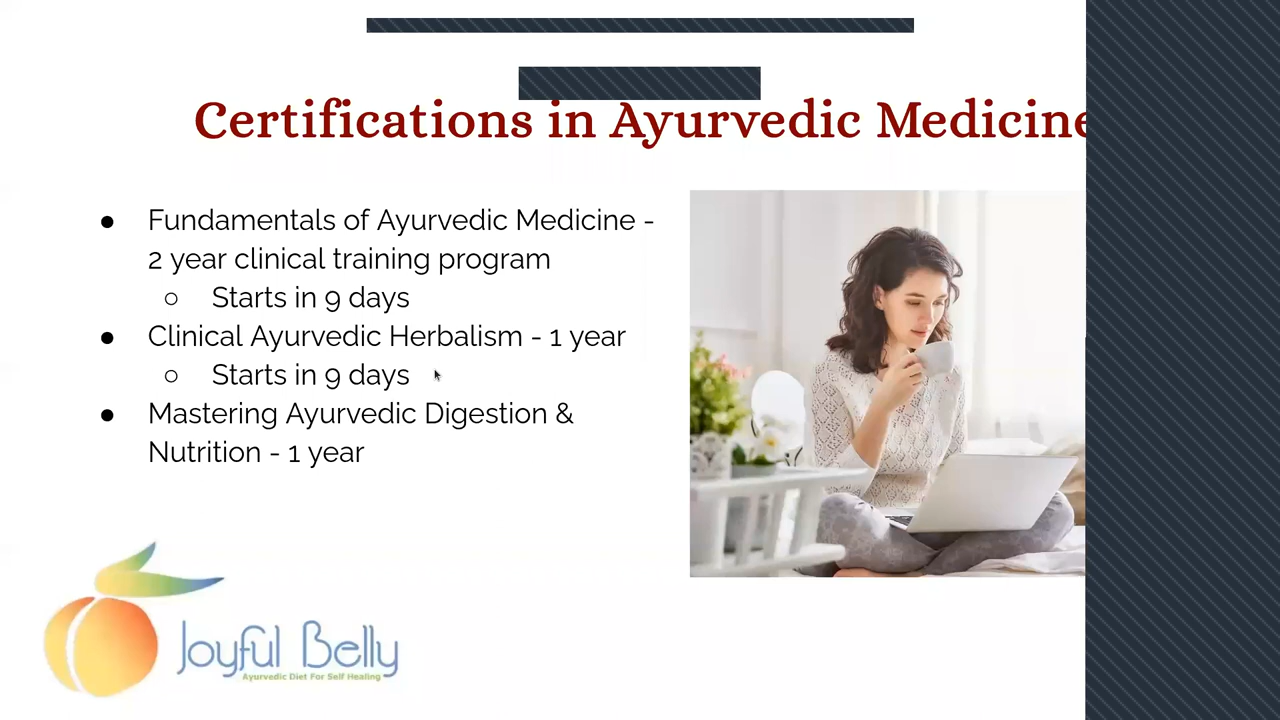 Certifications in Ayurvedic Medicine
● Fundamentals of Ayurvedic Medicine -
2 year clinical training program
○ Starts in 9 days
● Clinical Ayurvedic Herbalism - 1 year
○ Starts in 9 days
● Mastering Ayurvedic Digestion &
Nutrition - 1 year
Joyful Belly
Ayurvedic Diet For Self Healing